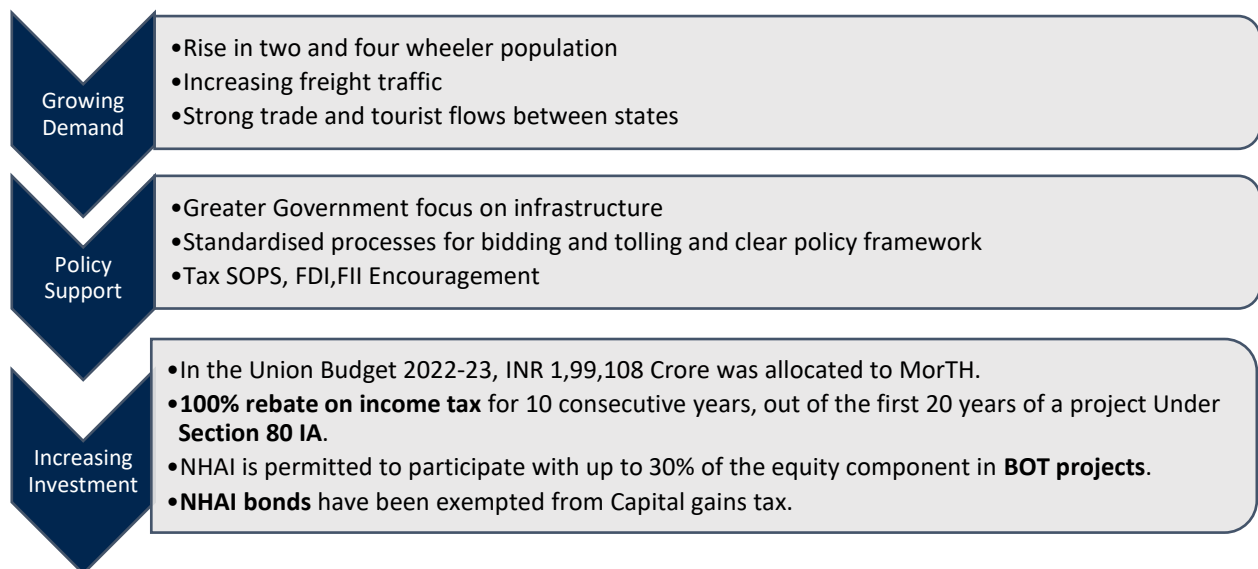 Growing
Demand
•Rise in two and four wheeler population
•Increasing freight traffic
•Strong trade and tourist flows between states
Policy
Support
•Greater Government focus on infrastructure
•Standardised processes for bidding and tolling and clear policy framework
•Tax SOPS, FDI,FII Encouragement
Increasing
Investment
•In the Union Budget 2022-23, INR 1,99,108 Crore was allocated to MorTH.
•100% rebate on income tax for 10 consecutive years, out of the first 20 years of a project Under
Section 80 IA.
•NHAI is permitted to participate with up to 30% of the equity component in BOT projects.
•NHAI bonds have been exempted from Capital gains tax.